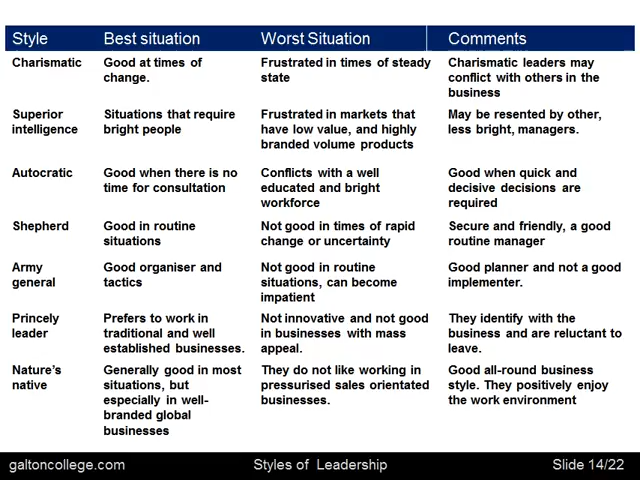 Style Best situation Worst Situation Comments
Charismatic Good at times of Frustrated in times of steady Charismatic leaders may
change. state conflict with others in the
business
Superior Situations that require Frustrated in markets that May be resented by other,
intelligence bright people have low value, and highly less bright, managers.
branded volume products
Autocratic Good when there is no Conflicts with a well Good when quick and
time for consultation educated and bright decisive decisions are
workforce required
Shepherd Good in routine Not good in times of rapid Secure and friendly, a good
situations change or uncertainty routine manager
Army Good organiser and Not good in routine Good planner and not a good
general tactics situations, can become implementer.
impatient
Princely Prefers to work in Not innovative and not good They identify with the
leader traditional and well in businesses with mass business and are reluctant to
established businesses. appeal. leave.
Nature's Generally good in most They do not like working in Good all-round business
native situations, but pressurised sales orientated style. They positively enjoy
especially in well- businesses. the work environment
branded global
businesses
galtoncollege.com Styles of Leadership Slide 14/22